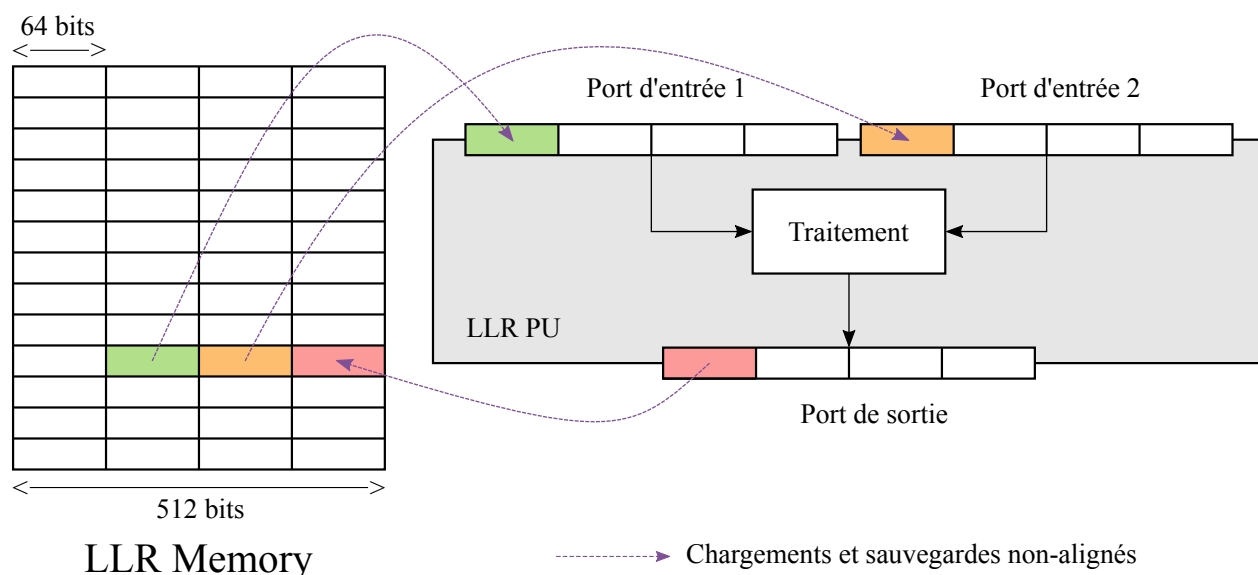 64 bits
Port d'entrée 1
Port d'entrée 2
Traitement
LLR PU
Port de sortie
512 bits
LLR Memory
Chargements et sauvegardes non-alignés